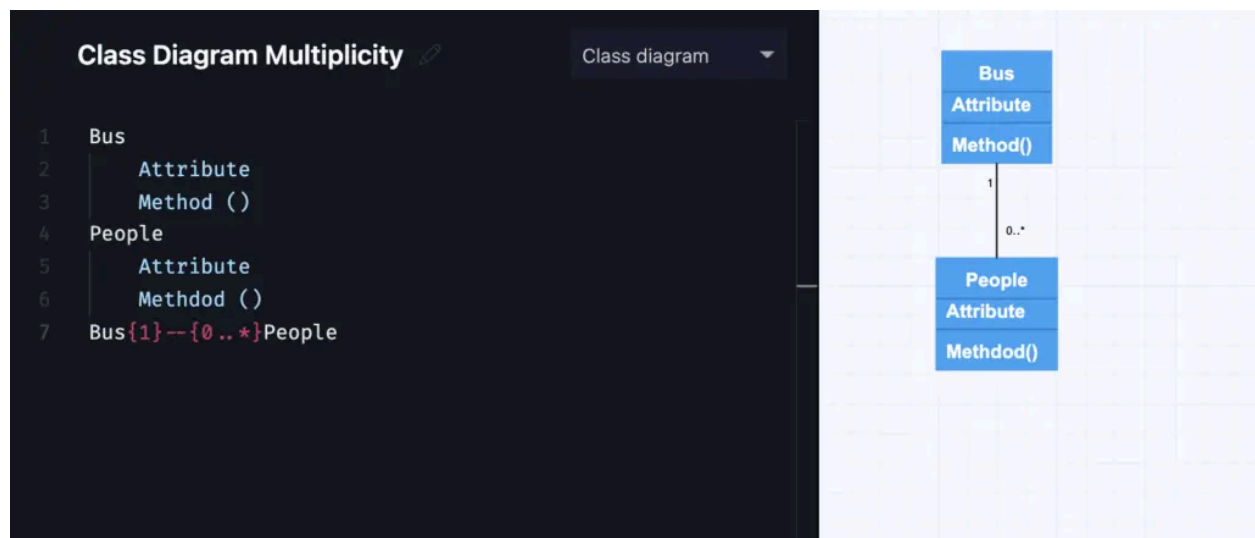 Class Diagram Multiplicity
Class diagram
1 Bus
2 Attribute
3 Method ()
4 People
5 Attribute
6 Methdod ()
7 Bus{1}--{0..*}People
Bus
Attribute
Method()
1
0..*
People
Attribute
Methdod()